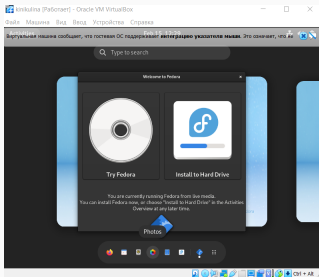 kmkulina [Работает] - Oracle VM VirtualBox
Файл Машина Вид Ввод Устройства Справка
Виртуальная машина сообщает, что гостевая ОС поддерживает интеграцию указателя мыши. Это означает, что
Type to search
Welcome to Fedora
Try Fedora
Install to Hard Drive
You are currently running Fedora from live media.
You can install Fedora now, or choose "Install to Hard Drive" in the Activities
Overview at any later time.
Photos
Ctrl + Alt